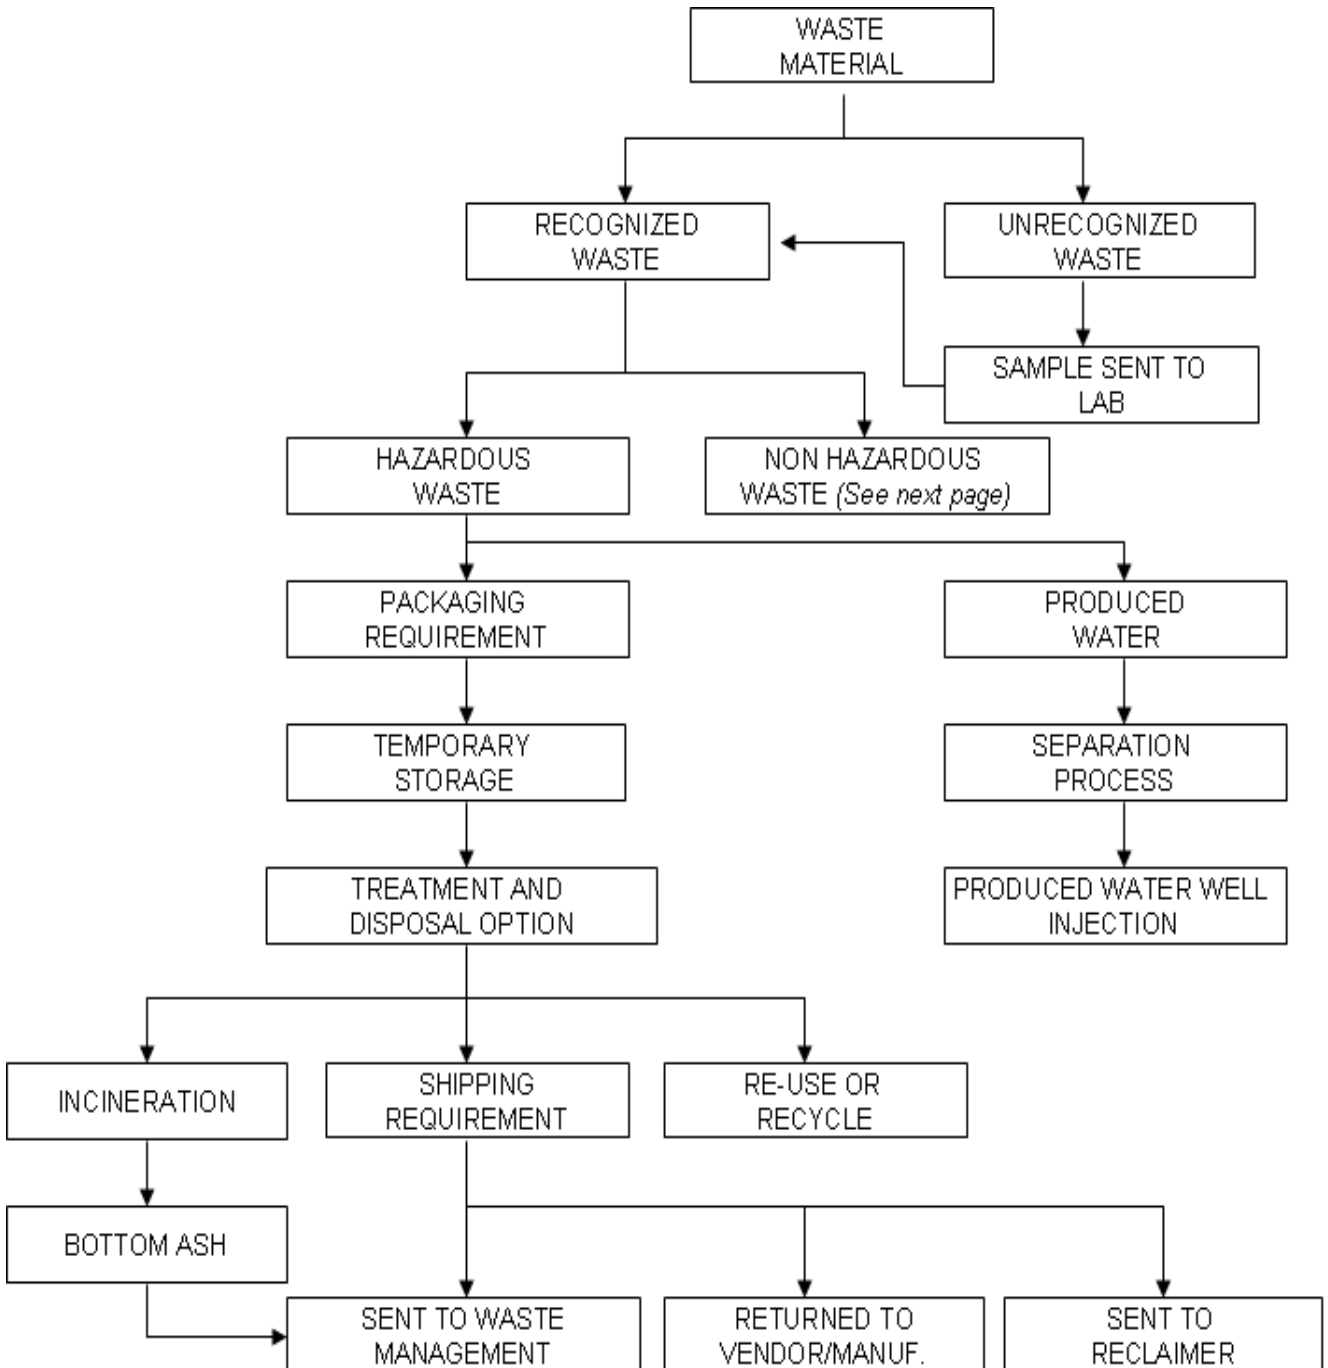 WASTE
MATERIAL
RECOGNIZED
WASTE
UNRECOGNIZED
WASTE
SAMPLE SENT TO
LAB
HAZARDOUS
WASTE
NON HAZARDOUS
WASTE (See next page)
PACKAGING
REQUIREMENT
PRODUCED
WATER
TEMPORARY
STORAGE
SEPARATION
PROCESS
TREATMENT AND
DISPOSAL OPTION
PRODUCED WATER WELL
INJECTION
INCINERATION
SHIPPING
REQUIREMENT
RE-USE OR
RECYCLE
BOTTOM ASH
SENT TO WASTE
MANAGEMENT
RETURNED TO
VENDOR/MANUF.
SENT TO
RECLAIMER